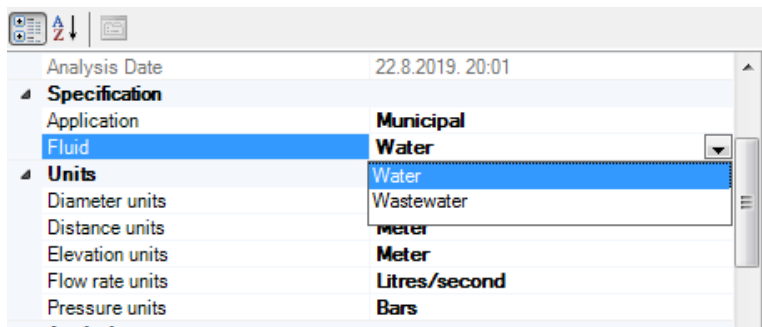 A
Z
Analysis Date 22.8.2019. 20:01
Specification
Application Municipal
Fluid Water
Units Water
Diameter units Wastewater
Distance units Meter
Elevation units Meter
Flow rate units Litres/second
Pressure units Bars